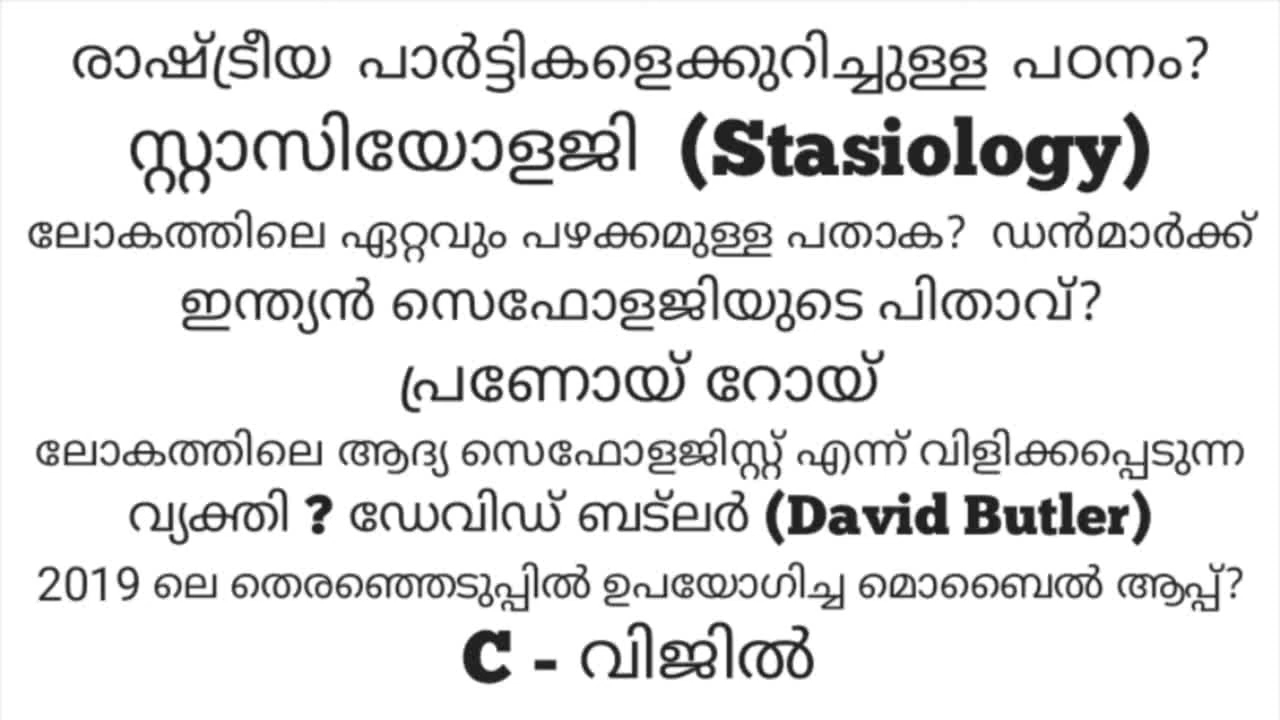 രാഷ്ട്രീയ പാർട്ടികളെക്കുറിച്ചുള്ള പഠനം?
സ്റ്റാസിയോളജി (Stasiology)
ലോകത്തിലെ ഏറ്റവും പഴക്കമുള്ള പതാക? ഡൻമാർക്ക്
ഇന്ത്യൻ സെഫോളജിയുടെ പിതാവ്?
പ്രണോയ് റോയ്
ലോകത്തിലെ ആദ്യ സെഫോളജിസ്റ്റ് എന്ന് വിളിക്കപ്പെടുന്ന
വ്യക്തി ? ഡേവിഡ് ബട്ലർ (David Butler)
2019 ലെ തെരഞ്ഞെടുപ്പിൽ ഉപയോഗിച്ച മൊബൈൽ ആപ്പ്?
C - വിജിൽ